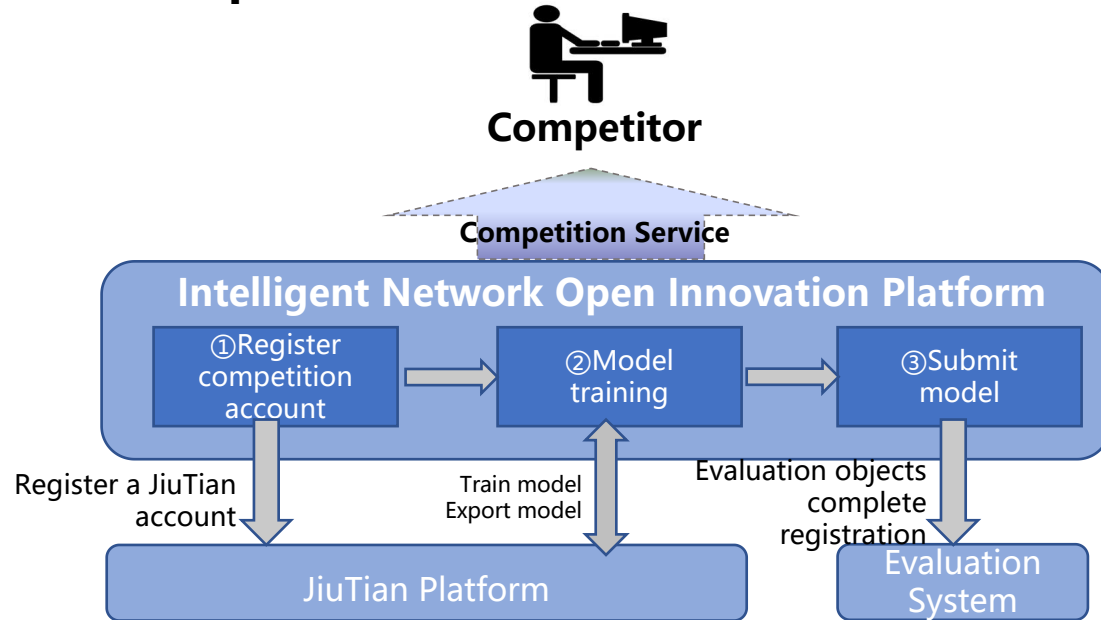 Competitor
Competition Service
Intelligent Network Open Innovation Platform
①Register
competition
account
②Model
training
③Submit
model
Register a JiuTian
account
Train model
Export model
Evaluation objects
complete
registration
JiuTian Platform
Evaluation
System